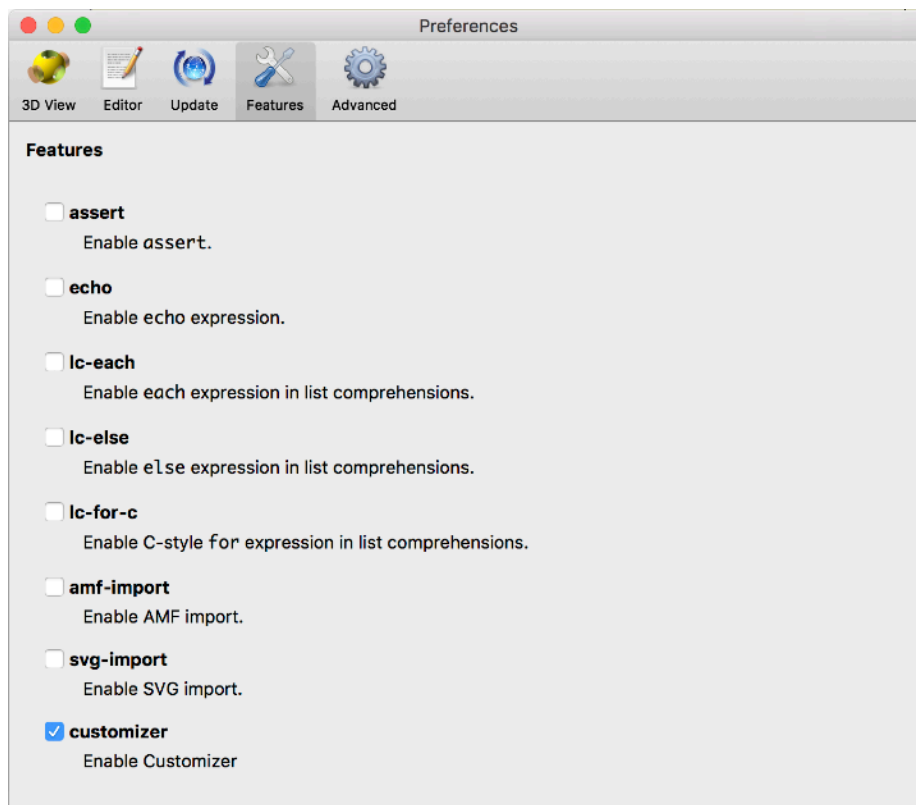 Preferences
3D View Editor Update Features Advanced
Features
assert
Enable assert.
echo
Enable echo expression.
lc-each
Enable each expression in list comprehensions.
lc-else
Enable else expression in list comprehensions.
lc-for-c
Enable C-style for expression in list comprehensions.
amf-import
Enable AMF import.
svg-import
Enable SVG import.
customizer
Enable Customizer